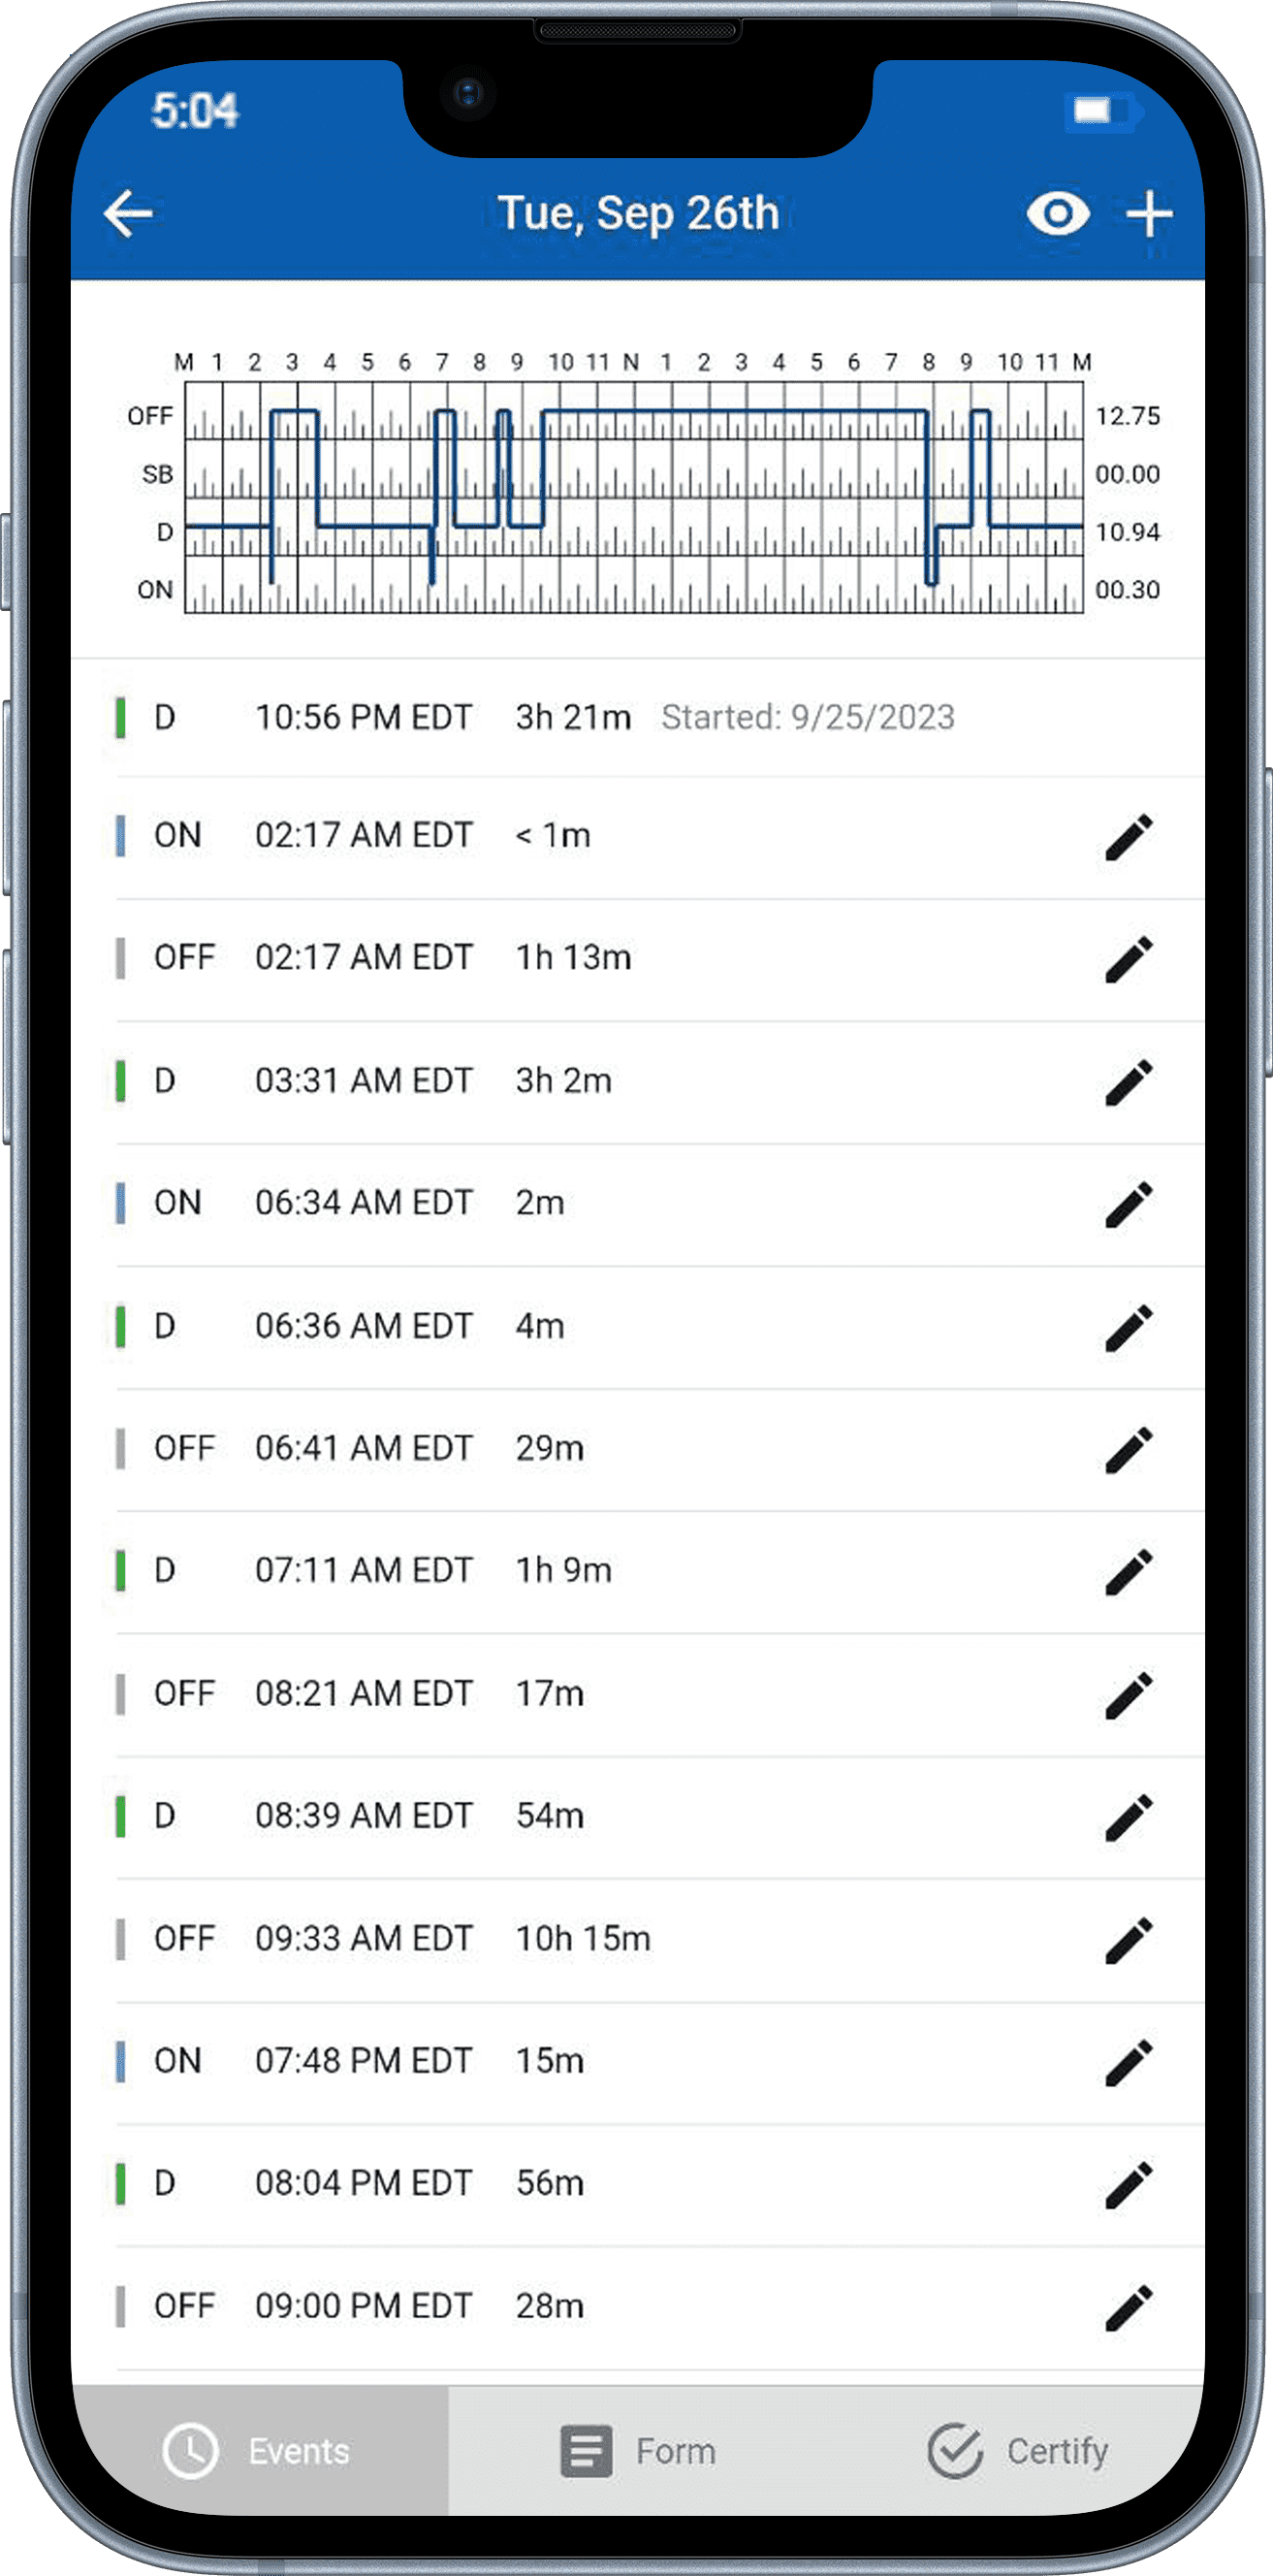 5:04
Tue, Sep 26th
M 1 2 3 4 5 6 7 8 9 10 11 N 1 2 3 4 5 6 7 8 9 10 11 M
OFF 12.75
SB 00.00
D 10.94
ON 00.30
D 10:56 PM EDT 3h 21m Started: 9/25/2023
ON 02:17 AM EDT < 1m
OFF 02:17 AM EDT 1h 13m
D 03:31 AM EDT 3h 2m
ON 06:34 AM EDT 2m
D 06:36 AM EDT 4m
OFF 06:41 AM EDT 29m
D 07:11 AM EDT 1h 9m
OFF 08:21 AM EDT 17m
D 08:39 AM EDT 54m
OFF 09:33 AM EDT 10h 15m
ON 07:48 PM EDT 15m
D 08:04 PM EDT 56m
OFF 09:00 PM EDT 28m
Events Form Certify